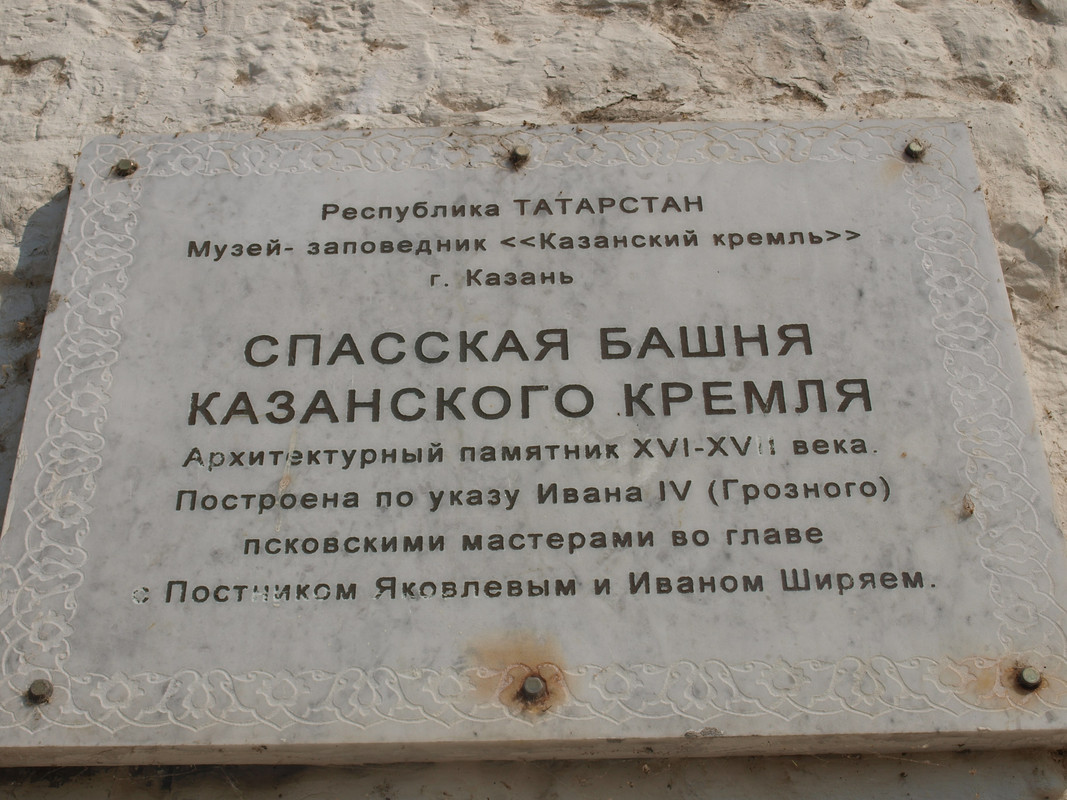 Республика ТАТАРСТАН
Музей- заповедник <<Казанский кремль>>
г. Казань
СПАССКАЯ БАШНЯ
КАЗАНСКОГО КРЕМЛЯ
Архитектурный памятник XVI-XVII века.
Построена по указу Ивана IV (Грозного)
псковскими мастерами во главе
с Постником Яковлевым и Иваном Ширяем.